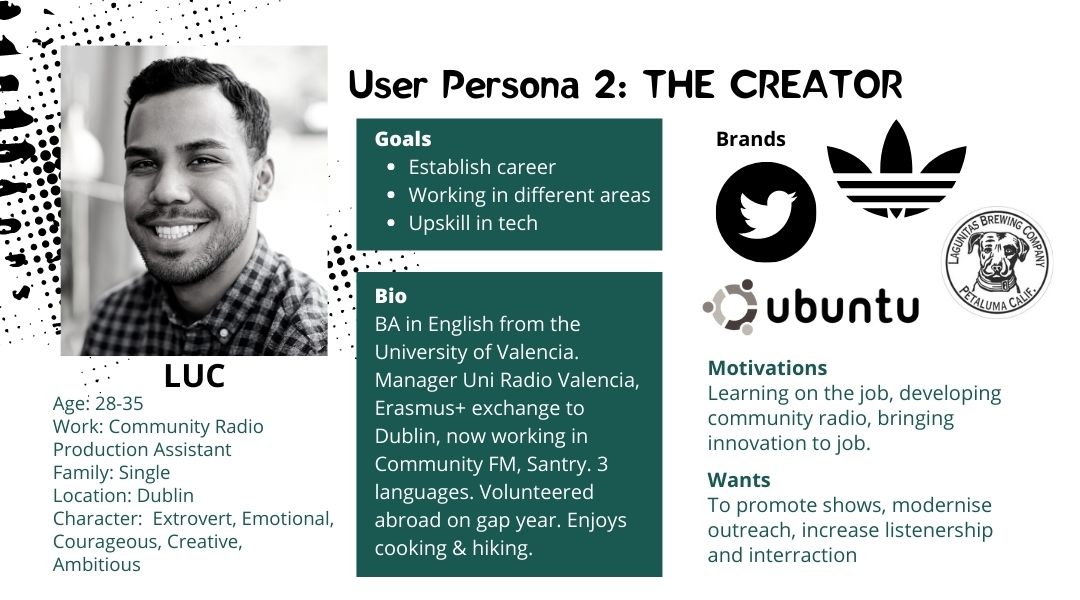 User Persona 2: THE CREATOR
LUC
Age: 28-35
Work: Community Radio
Production Assistant
Family: Single
Location: Dublin
Character:  Extrovert, Emotional,
Courageous, Creative,
Ambitious
Goals
• Establish career
• Working in different areas
• Upskill in tech
Bio
BA in English from the
University of Valencia.
Manager Uni Radio Valencia,
Erasmus+ exchange to
Dublin, now working in
Community FM, Santry. 3
languages. Volunteered
abroad on gap year. Enjoys
cooking & hiking.
Brands
LAGUNITAS BREWING COMPANY
PETALUMA CALIF.
ubuntu
Motivations
Learning on the job, developing
community radio, bringing
innovation to job.
Wants
To promote shows, modernise
outreach, increase listenership
and interraction